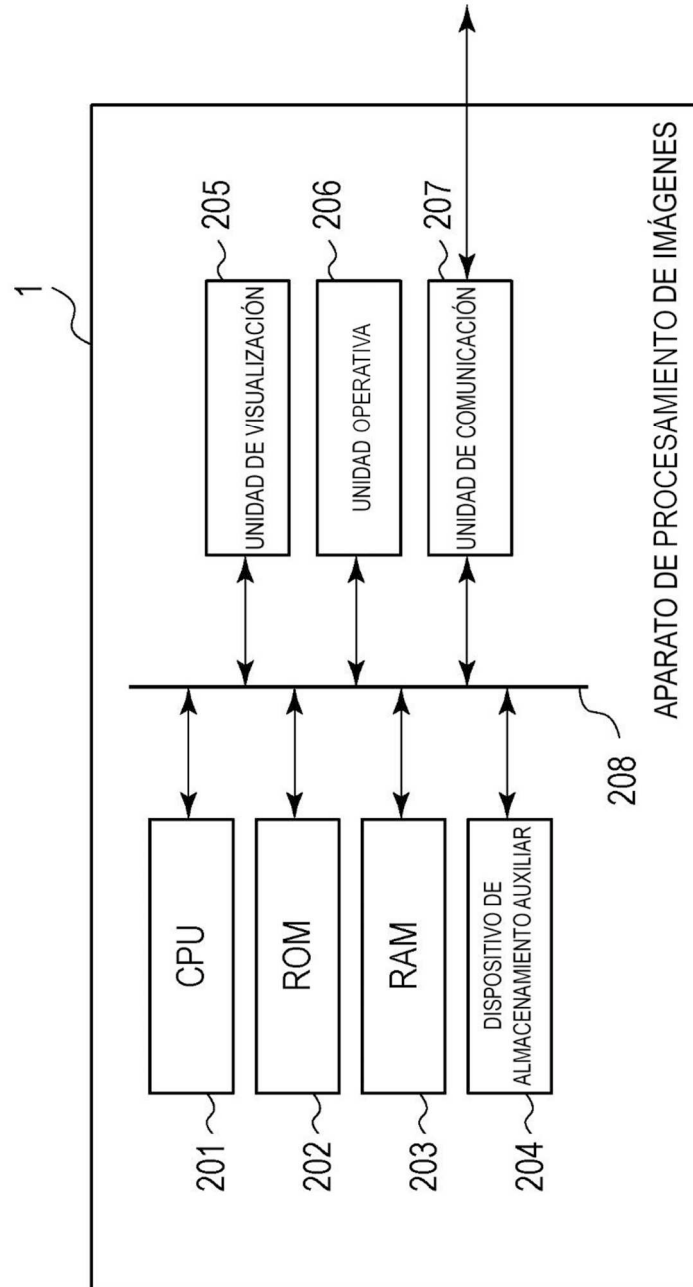 1
201
CPU
202
ROM
203
RAM
204
DISPOSITIVO DE
ALMACENAMIENTO AUXILIAR
205
UNIDAD DE VISUALIZACIÓN
206
UNIDAD OPERATIVA
207
UNIDAD DE COMUNICACIÓN
208
APARATO DE PROCESAMIENTO DE IMÁGENES